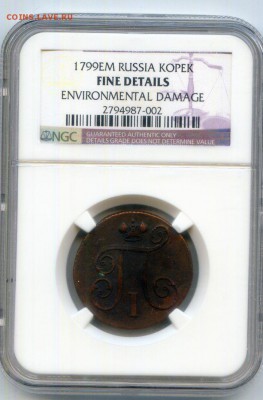 COINS.LAVE.RU
1799EM RUSSIA KOPEK
FINE DETAILS
ENVIRONMENTAL DAMAGE
2794987-002
NGC
GUARANTEED AUTHENTIC ONLY
DETAILS GRADE DOES NOT DETERMINE VALUE
I